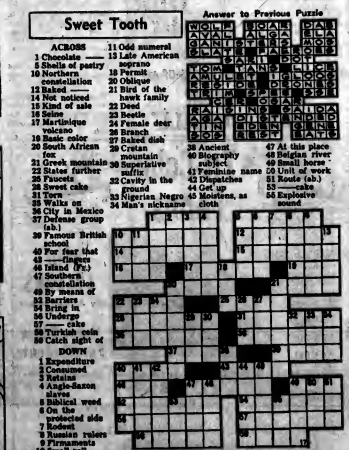 Sweet Tooth
Answer to Previous Puzzle
ACROSS
1 Chocolate ——
5 Shells of pastry
10 Northern
constellation
12 Baked ——
14 Not noticed
15 Kind of sale
16 Seine
17 Martinique
volcano
19 Basic color
20 South African
fox
21 Greek mountain
22 States further
25 Faucets
28 Sweet cake
31 Torn
35 Walks on
36 City in Mexico
37 Defense group
(ab.)
39 Famous British
school
40 For fear that
43 ——fingers
46 Island (Fr.)
47 Southern
constellation
49 By means of
52 Barriers
54 Bring in
56 Undergo
57 —— cake
58 Turkish coin
59 Catch sight of
DOWN
1 Expenditure
2 Consumed
3 Retains
4 Anglo-Saxon
slaves
5 Biblical weed
6 On the
protected side
7 Rodent
8 Russian rulers
9 Firmaments
11 Odd numeral
13 Late American
soprano
18 Permit
20 Oblique
21 Bird of the
hawk family
22 Deed
23 Beetle
24 Female deer
26 Branch
27 Baked dish
29 Cretan
mountain
30 Superlative
suffix
32 Cavity in the
ground
33 Nigerian Negro
34 Man's nickname
38 Ancient
40 Biography
subject
41 Feminine name
42 Dispatches
44 Get up
45 Moistens, as
cloth
47 At this place
48 Belgian river
49 Small horse
50 Unit of work
51 Route (ab.)
53 ——cake
55 Explosive
sound